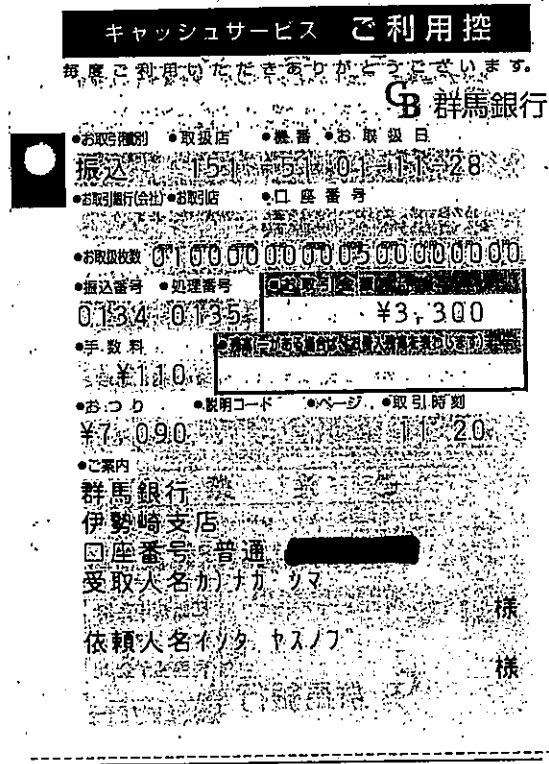 キャッシュサービス ご利用控
毎度ご利用いただきありがとうございます。
群馬銀行
●お取引種別 ●取扱店 ●機番 ●お取扱日
振込 151 51 01-11-28
●お取引銀行(会社) ●お取引店 ●口座番号
●お取扱枚数 010000000005000000000
●振込番号 ●処理番号 ●お取引金額
0134 0135 ¥3,300
●手数料
¥110
●おつり ●説明コード ●ページ ●取引時刻
¥7,090 11 20
●ご案内
群馬銀行
伊勢崎支店
口座番号 普通
受取人名カ)ナカ
様
依頼人名 ヤスノブ
様